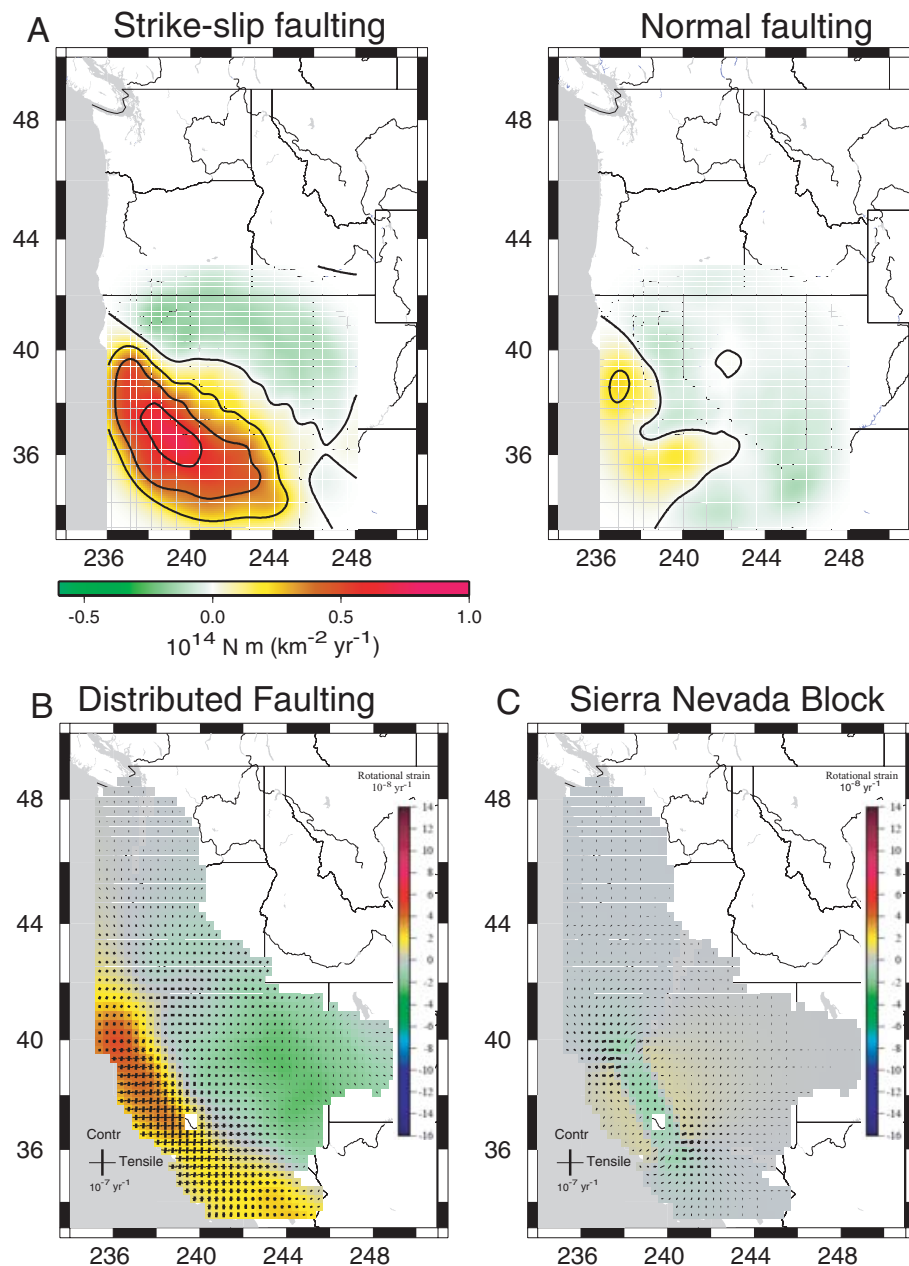 A Strike-slip faulting Normal faulting
48 48
44 44
40 40
36 36
236 240 244 248 236 240 244 248
-0.5 0.0 0.5 1.0
10¹⁴ N m (km⁻² yr⁻¹)
B Distributed Faulting C Sierra Nevada Block
Rotational strain Rotational strain
10⁻⁸ yr⁻¹ 10⁻⁸ yr⁻¹
48 48
14 14
12 12
10 10
8 8
6 6
4 4
44 44
2 2
0 0
-2 -2
-4 -4
-6 -6
-8 -8
40 40
-10 -10
-12 -12
-14 -14
-16 -16
36 36
Contr Contr
Tensile Tensile
10⁻⁷ yr⁻¹ 10⁻⁷ yr⁻¹
236 240 244 248 236 240 244 248